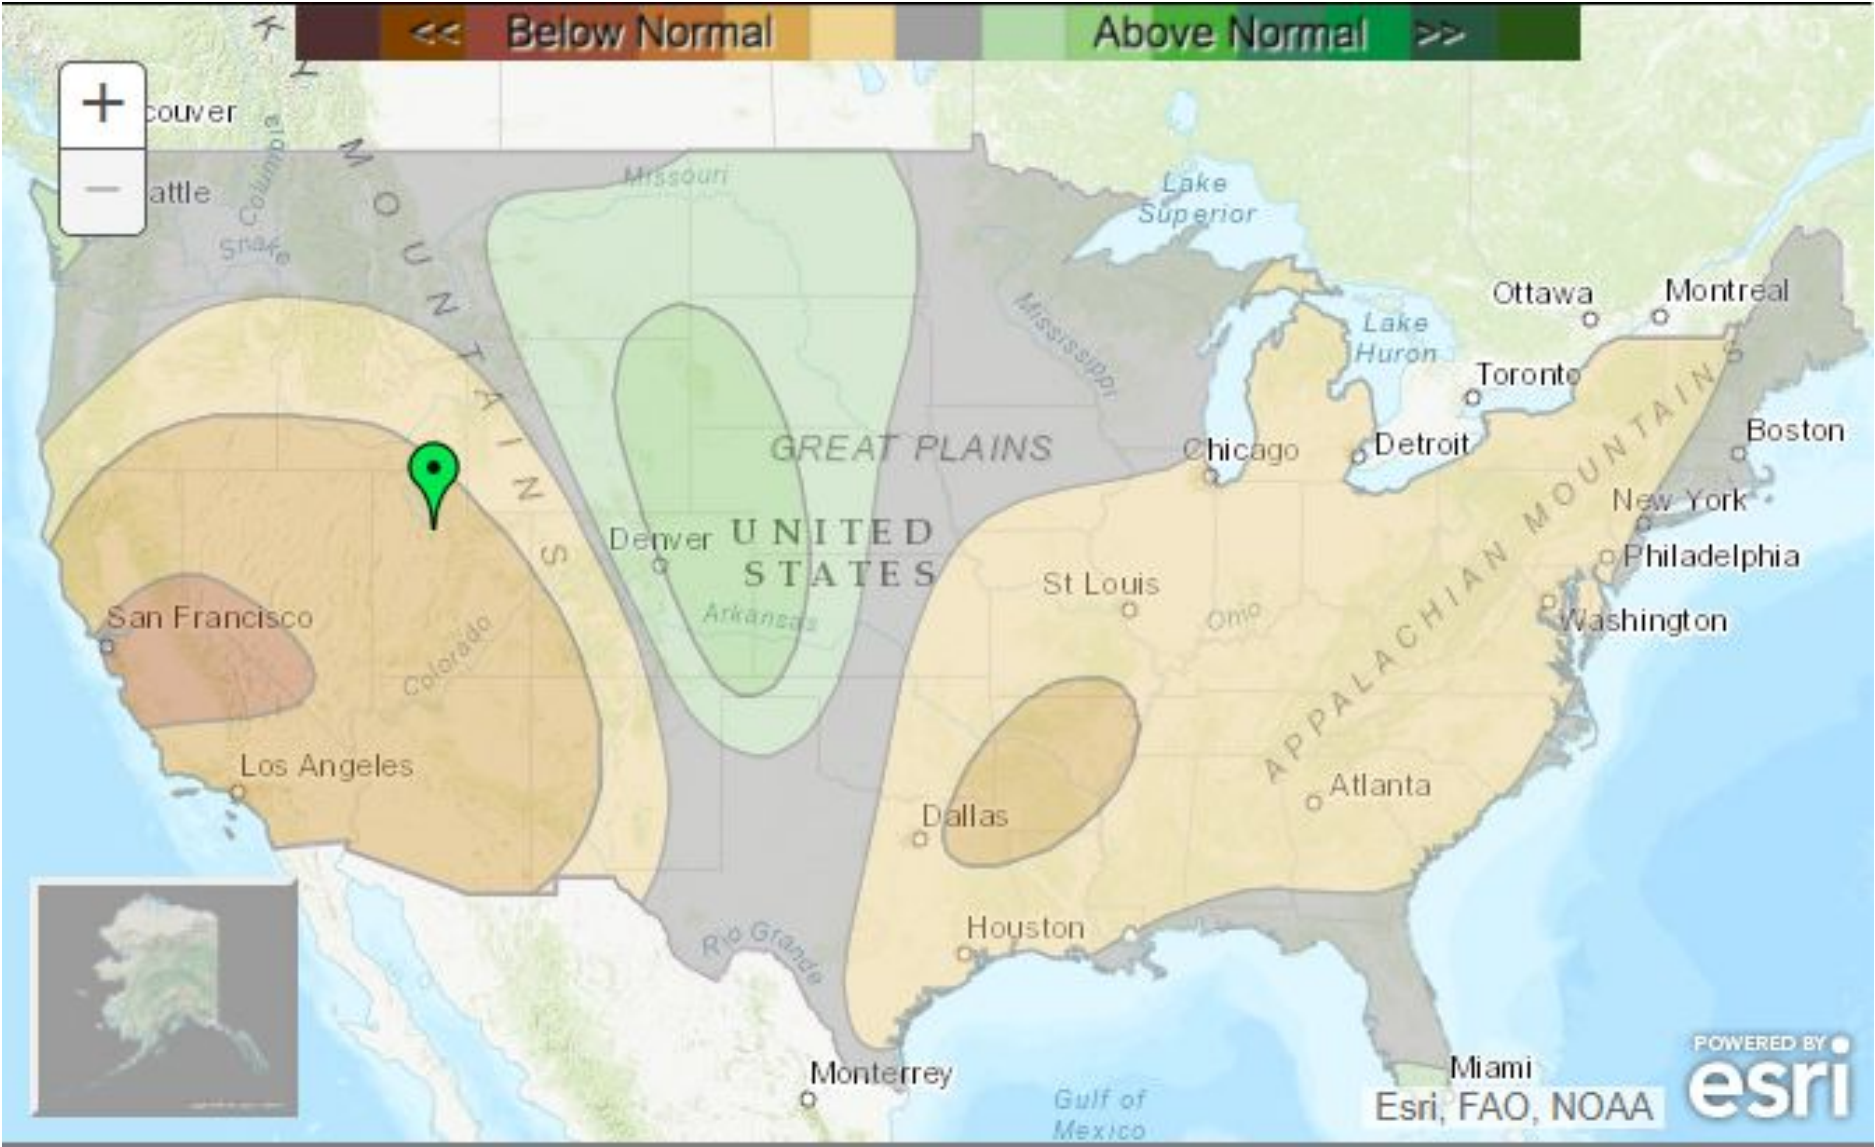 << Below Normal
Above Normal >>
K
Y
M
O
U
N
T
A
I
N
S
+
−
couver
Columbia
attle
Snake
Missouri
Lake
Superior
Mississippi
Ottawa
Montreal
Lake
Huron
Toronto
Chicago
Detroit
Boston
GREAT PLAINS
New York
Philadelphia
Denver
UNITED
STATES
Arkansas
St Louis
Ohio
Washington
APPALACHIAN MOUNTAINS
San Francisco
Colorado
Los Angeles
Dallas
Atlanta
Houston
Rio Grande
Monterrey
Miami
Gulf of
Mexico
Esri, FAO, NOAA
POWERED BY
esri